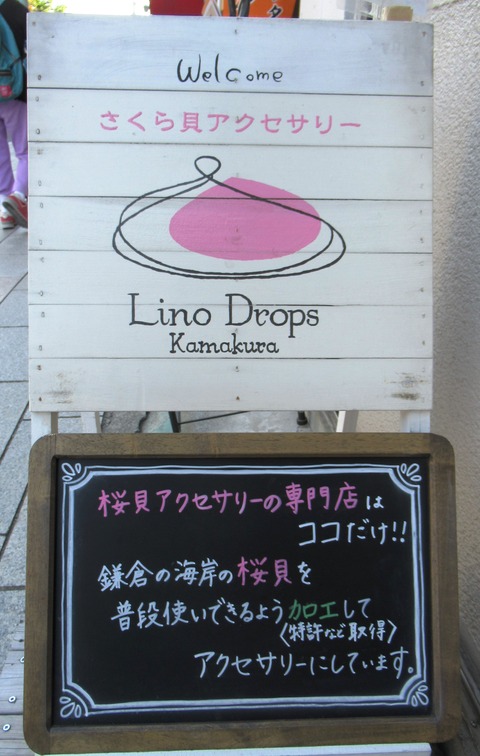 Welcome
さくら貝アクセサリー
Lino Drops
Kamakura
桜貝アクセサリーの専門店は
ココだけ!!
鎌倉の海岸の桜貝を
普段使いできるよう加工して
〈特許など取得〉
アクセサリーにしています。